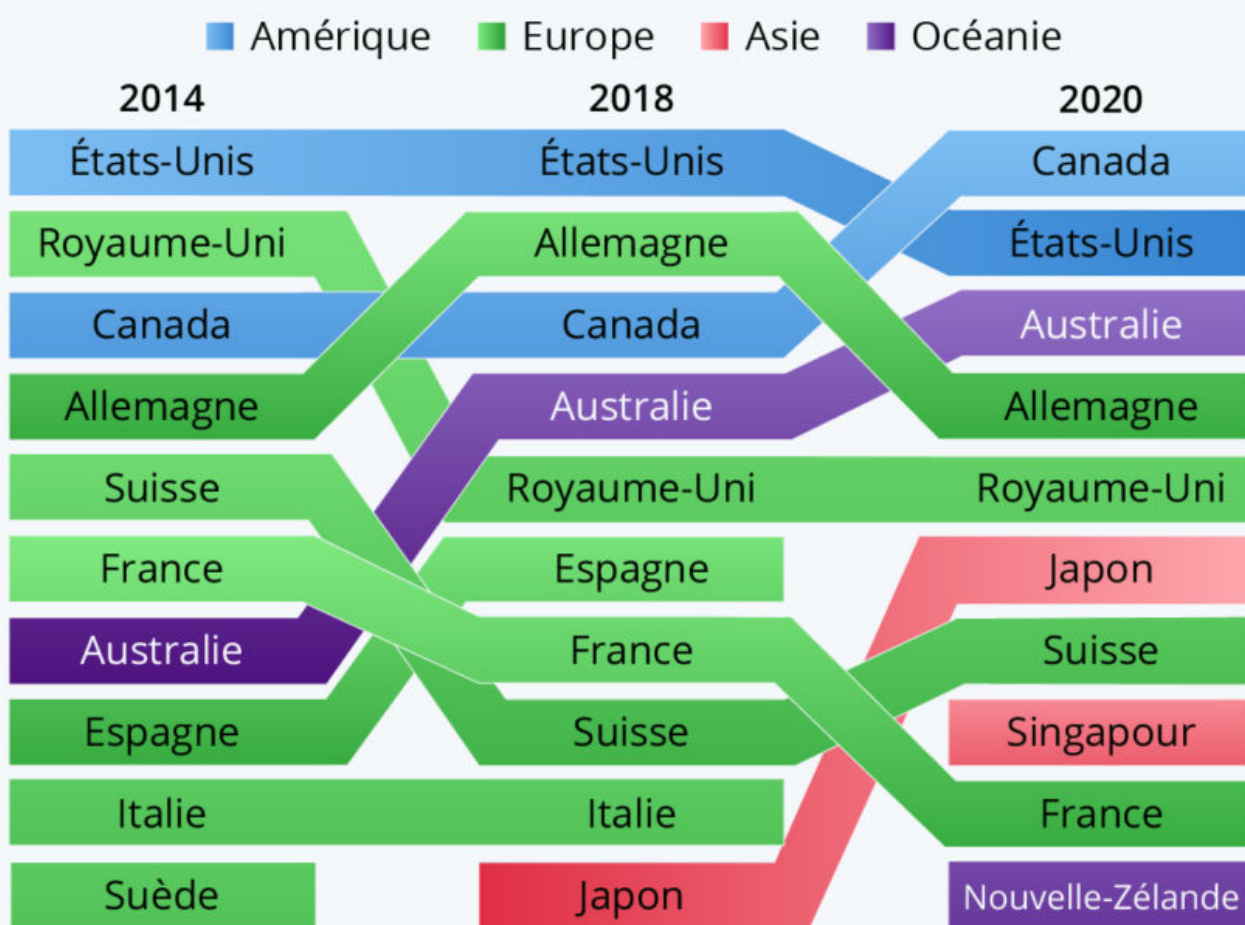 Amérique Europe Asie Océanie
2014 2018 2020
États-Unis États-Unis Canada
Royaume-Uni Allemagne États-Unis
Canada Canada Australie
Allemagne Australie Allemagne
Suisse Royaume-Uni Royaume-Uni
France Espagne Japon
Australie France Suisse
Espagne Suisse Singapour
Italie Italie France
Suède Japon Nouvelle-Zélande